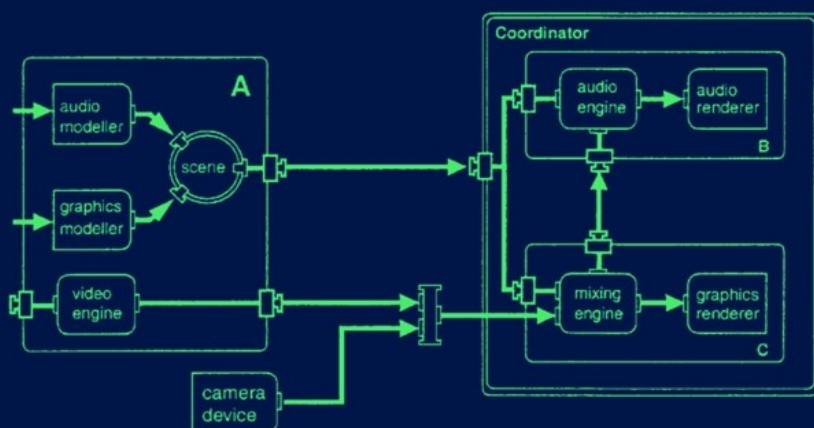 A
audio
modeller
scene
graphics
modeller
video
engine
camera
device
Coordinator
audio
engine
audio
renderer
B
mixing
engine
graphics
renderer
C